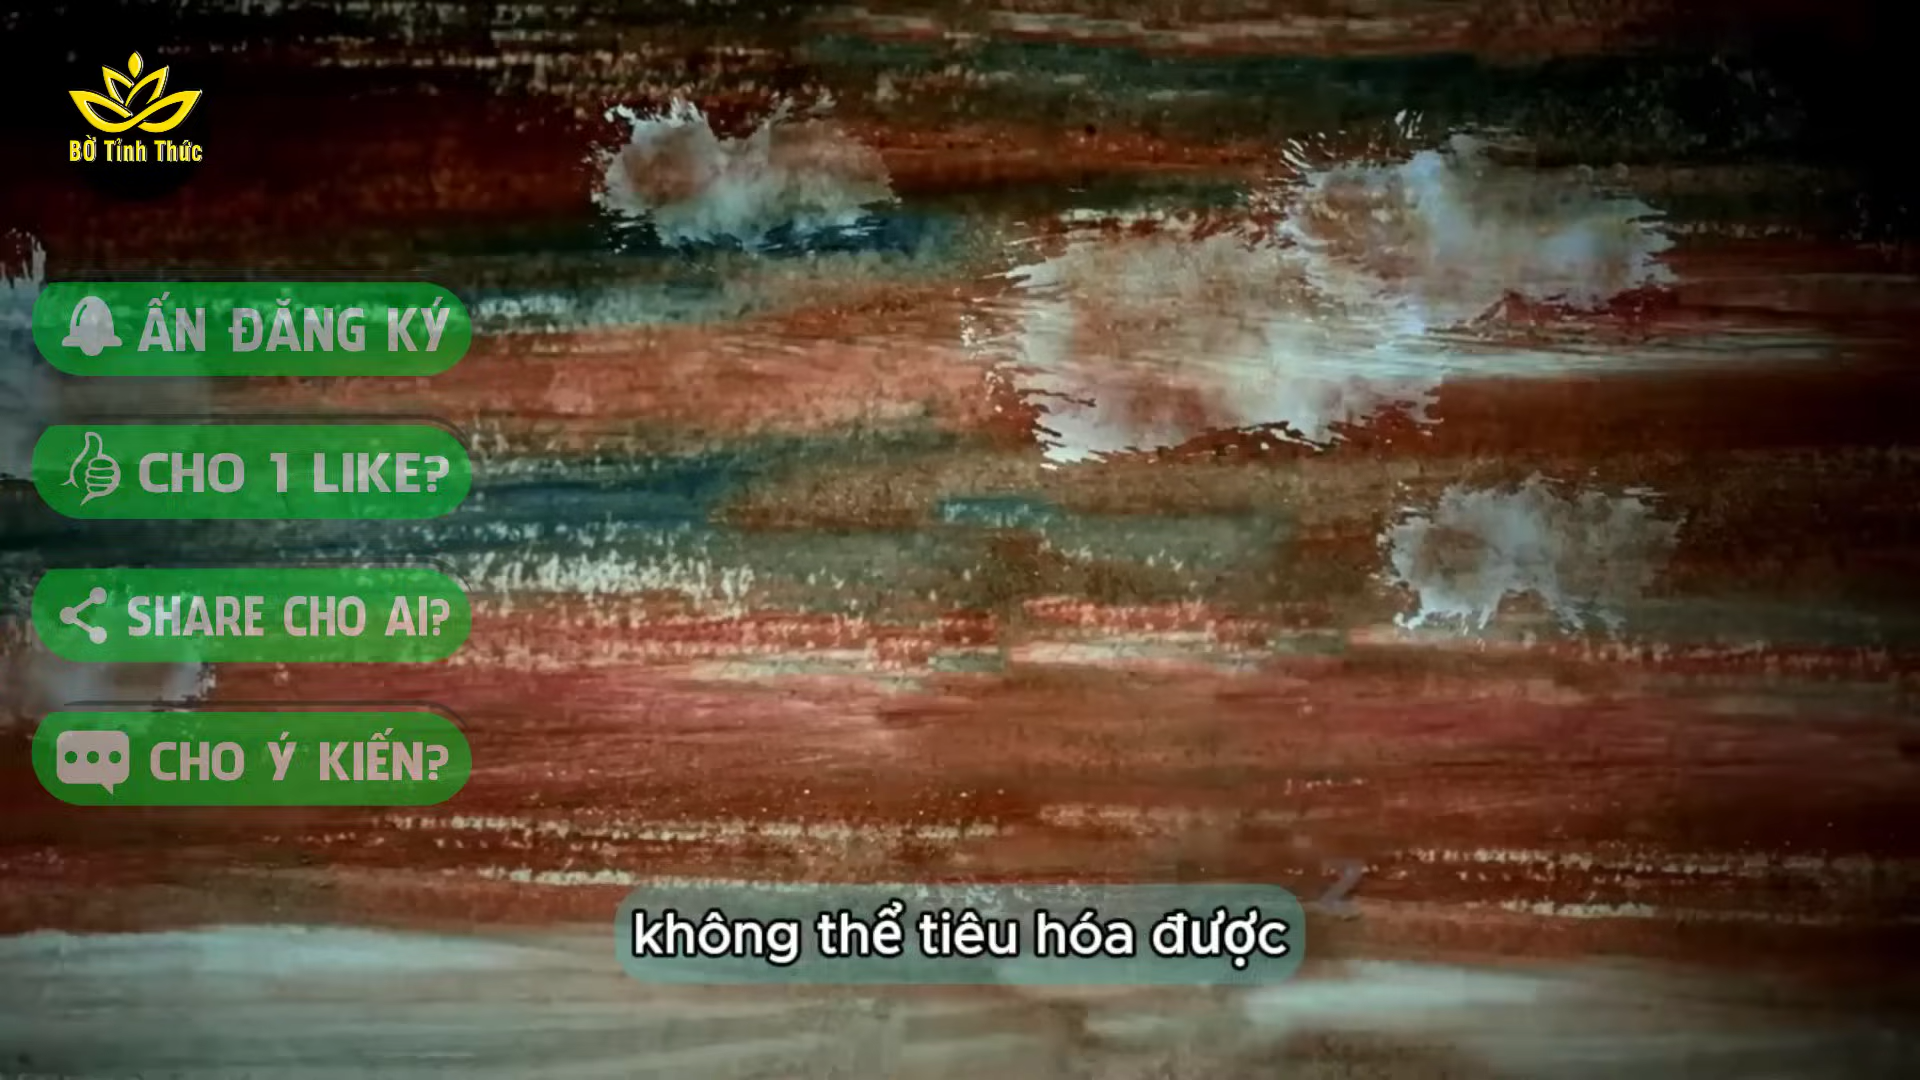 BỜ Tỉnh Thức
ẤN ĐĂNG KÝ
CHO 1 LIKE?
SHARE CHO AI?
CHO Ý KIẾN?
không thể tiêu hóa được